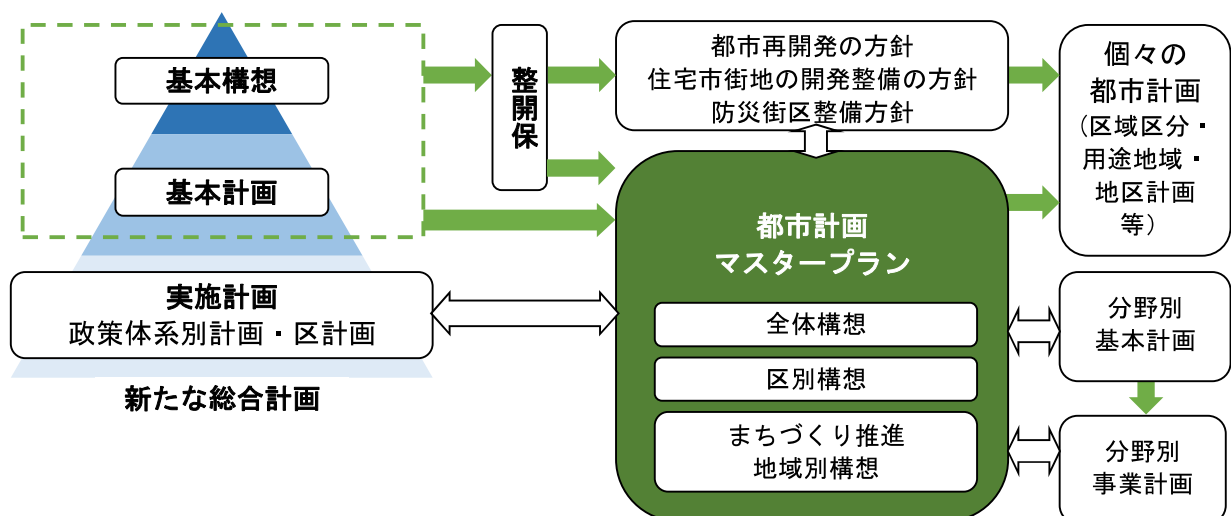 基本構想
基本計画
実施計画
政策体系別計画・区計画
新たな総合計画
整開保
都市再開発の方針
住宅市街地の開発整備の方針
防災街区整備方針
都市計画
マスタープラン
全体構想
区別構想
まちづくり推進
地域別構想
個々の
都市計画
（区域区分・
用途地域・
地区計画
等）
分野別
基本計画
分野別
事業計画